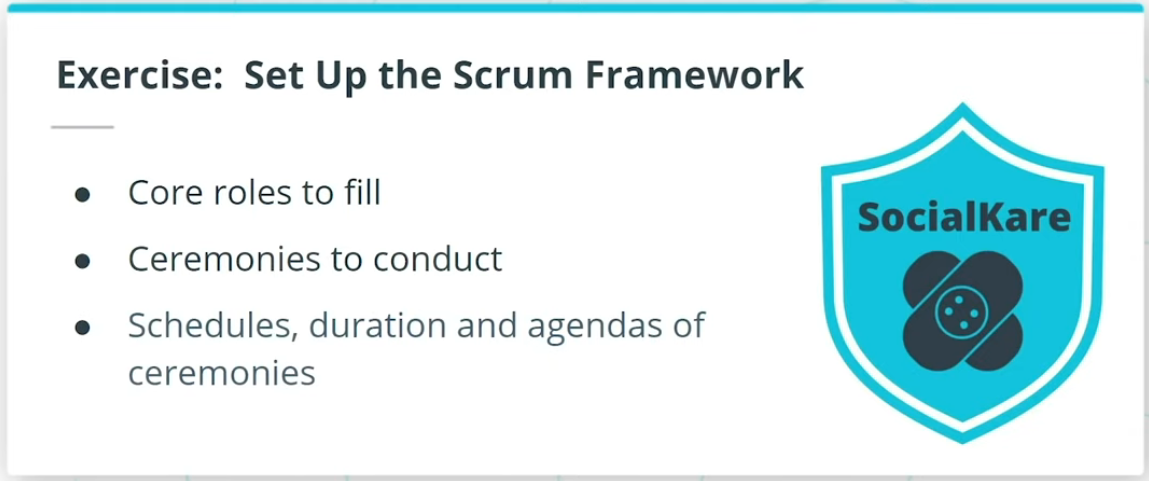 Exercise: Set Up the Scrum Framework
● Core roles to fill
● Ceremonies to conduct
● Schedules, duration and agendas of
ceremonies
SocialKare